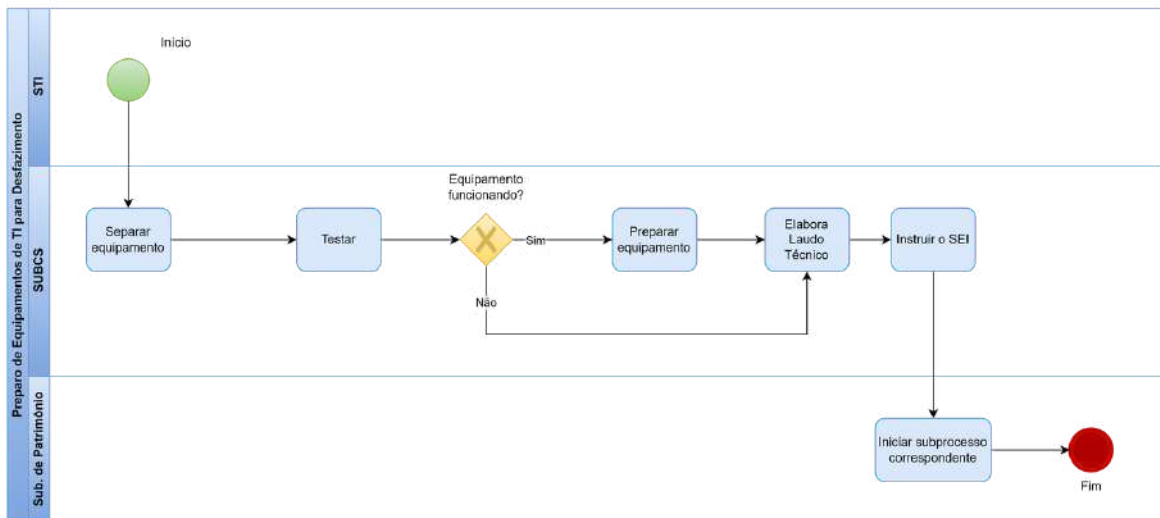 Preparo de Equipamentos de TI para Desfazimento
STI
Início
SUBCS
Separar
equipamento
Testar
Equipamento
funcionando?
Sim
Não
Preparar
equipamento
Elabora
Laudo
Técnico
Instruir o SEI
Sub. de Patrimônio
Iniciar subprocesso
correspondente
Fim